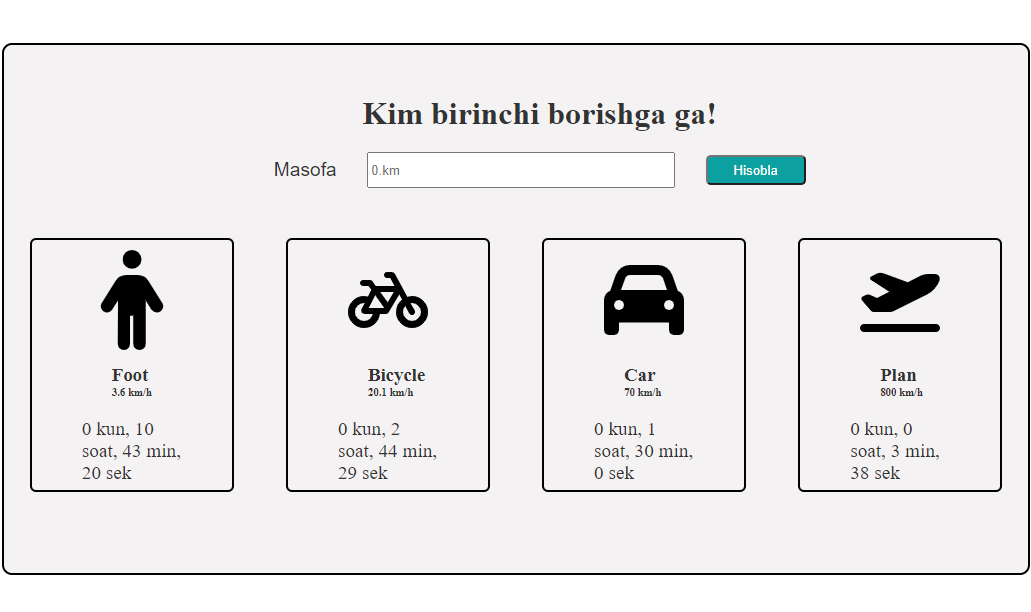 Kim birinchi borishga ga!
Masofa
0.km
Hisobla
Foot
3.6 km/h
0 kun, 10
soat, 43 min,
20 sek
Bicycle
20.1 km/h
0 kun, 2
soat, 44 min,
29 sek
Car
70 km/h
0 kun, 1
soat, 30 min,
0 sek
Plan
800 km/h
0 kun, 0
soat, 3 min,
38 sek